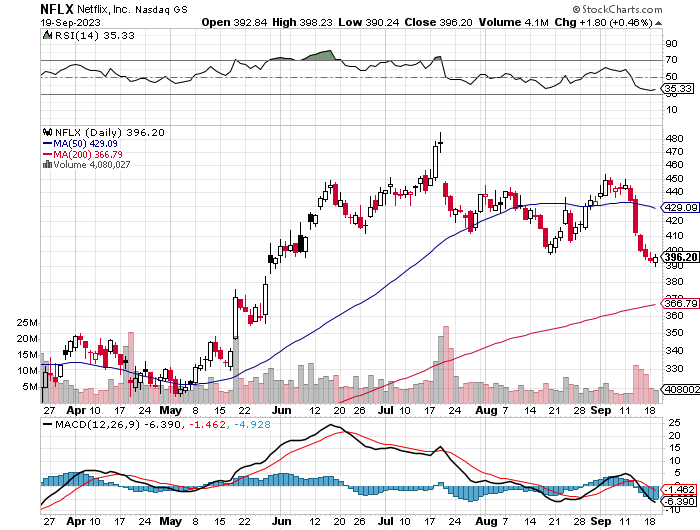 NFLX Netflix, Inc. Nasdaq GS © StockCharts.com
19-Sep-2023 Open 392.84 High 398.23 Low 390.24 Close 396.20 Volume 4.1M Chg +1.80 (+0.46%)
RSI(14) 35.33
90
70
50
35.33
30
10
NFLX (Daily) 396.20
MA(50) 429.09
MA(200) 366.79
Volume 4,080,027
480
470
460
450
440
429.09
420
410
400
396.20
390
380
370
366.79
360
350
340
330
320
4080027
25M
20M
15M
10M
5M
27 Apr 10 17 24 May 8 15 22 Jun 12 20 26 Jul 10 17 24 Aug 7 14 21 28 Sep 11 18
MACD(12,26,9) -6.390, -1.462, -4.928
25
20
15
10
5
0
-1.462
-6.390
-10
27 Apr 10 17 24 May 8 15 22 Jun 12 20 26 Jul 10 17 24 Aug 7 14 21 28 Sep 11 18